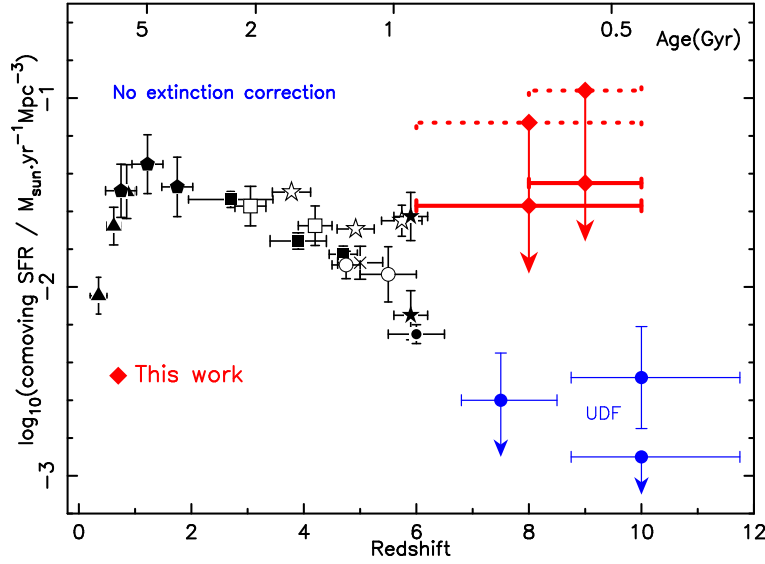 5 2 1 0.5
Age(Gyr)
No extinction correction
log10(comoving SFR / Msun.yr−1Mpc−3)
−1
−2
−3
This work
UDF
0 2 4 6 8 10 12
Redshift